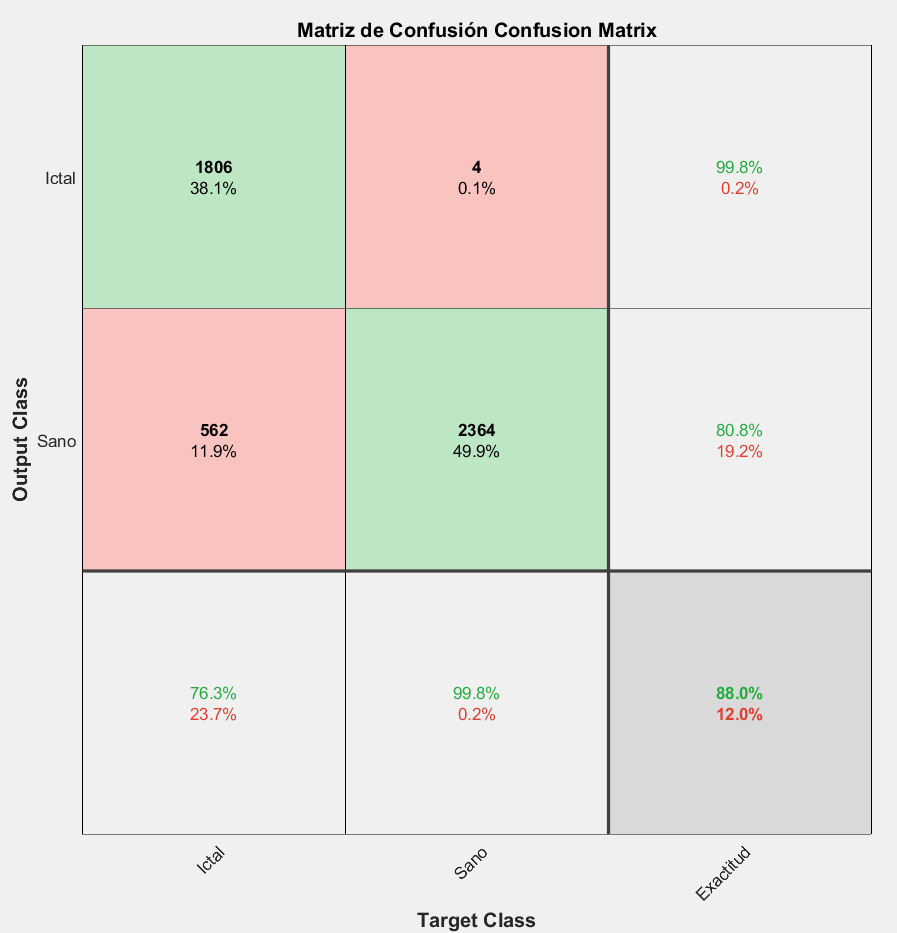 Matriz de Confusión Confusion Matrix
Output Class
Ictal
1806
38.1%
4
0.1%
99.8%
0.2%
Sano
562
11.9%
2364
49.9%
80.8%
19.2%
76.3%
23.7%
99.8%
0.2%
88.0%
12.0%
Ictal
Sano
Exactitud
Target Class